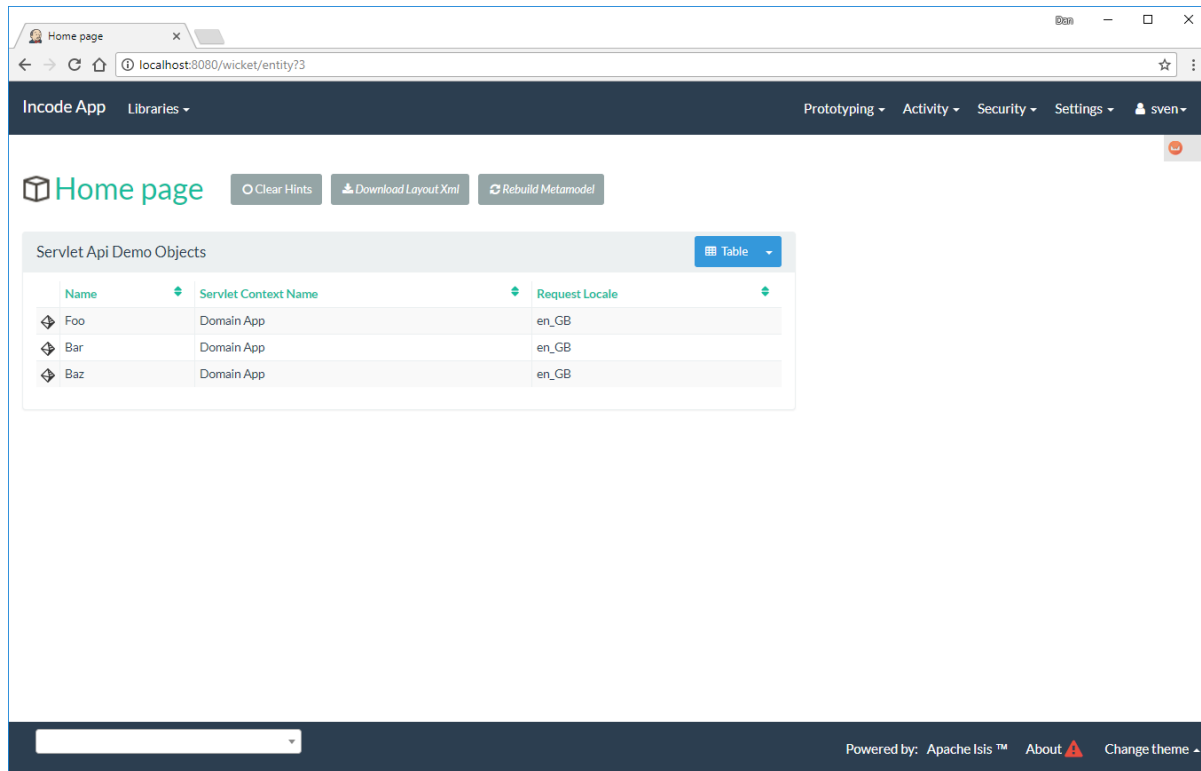 Home page
Dan
localhost:8080/wicket/entity?3
Incode App Libraries Prototyping Activity Security Settings sven
Home page Clear Hints Download Layout Xml Rebuild Metamodel
Servlet Api Demo Objects Table
Name Servlet Context Name Request Locale
Foo Domain App en_GB
Bar Domain App en_GB
Baz Domain App en_GB
Powered by: Apache Isis ™ About Change theme